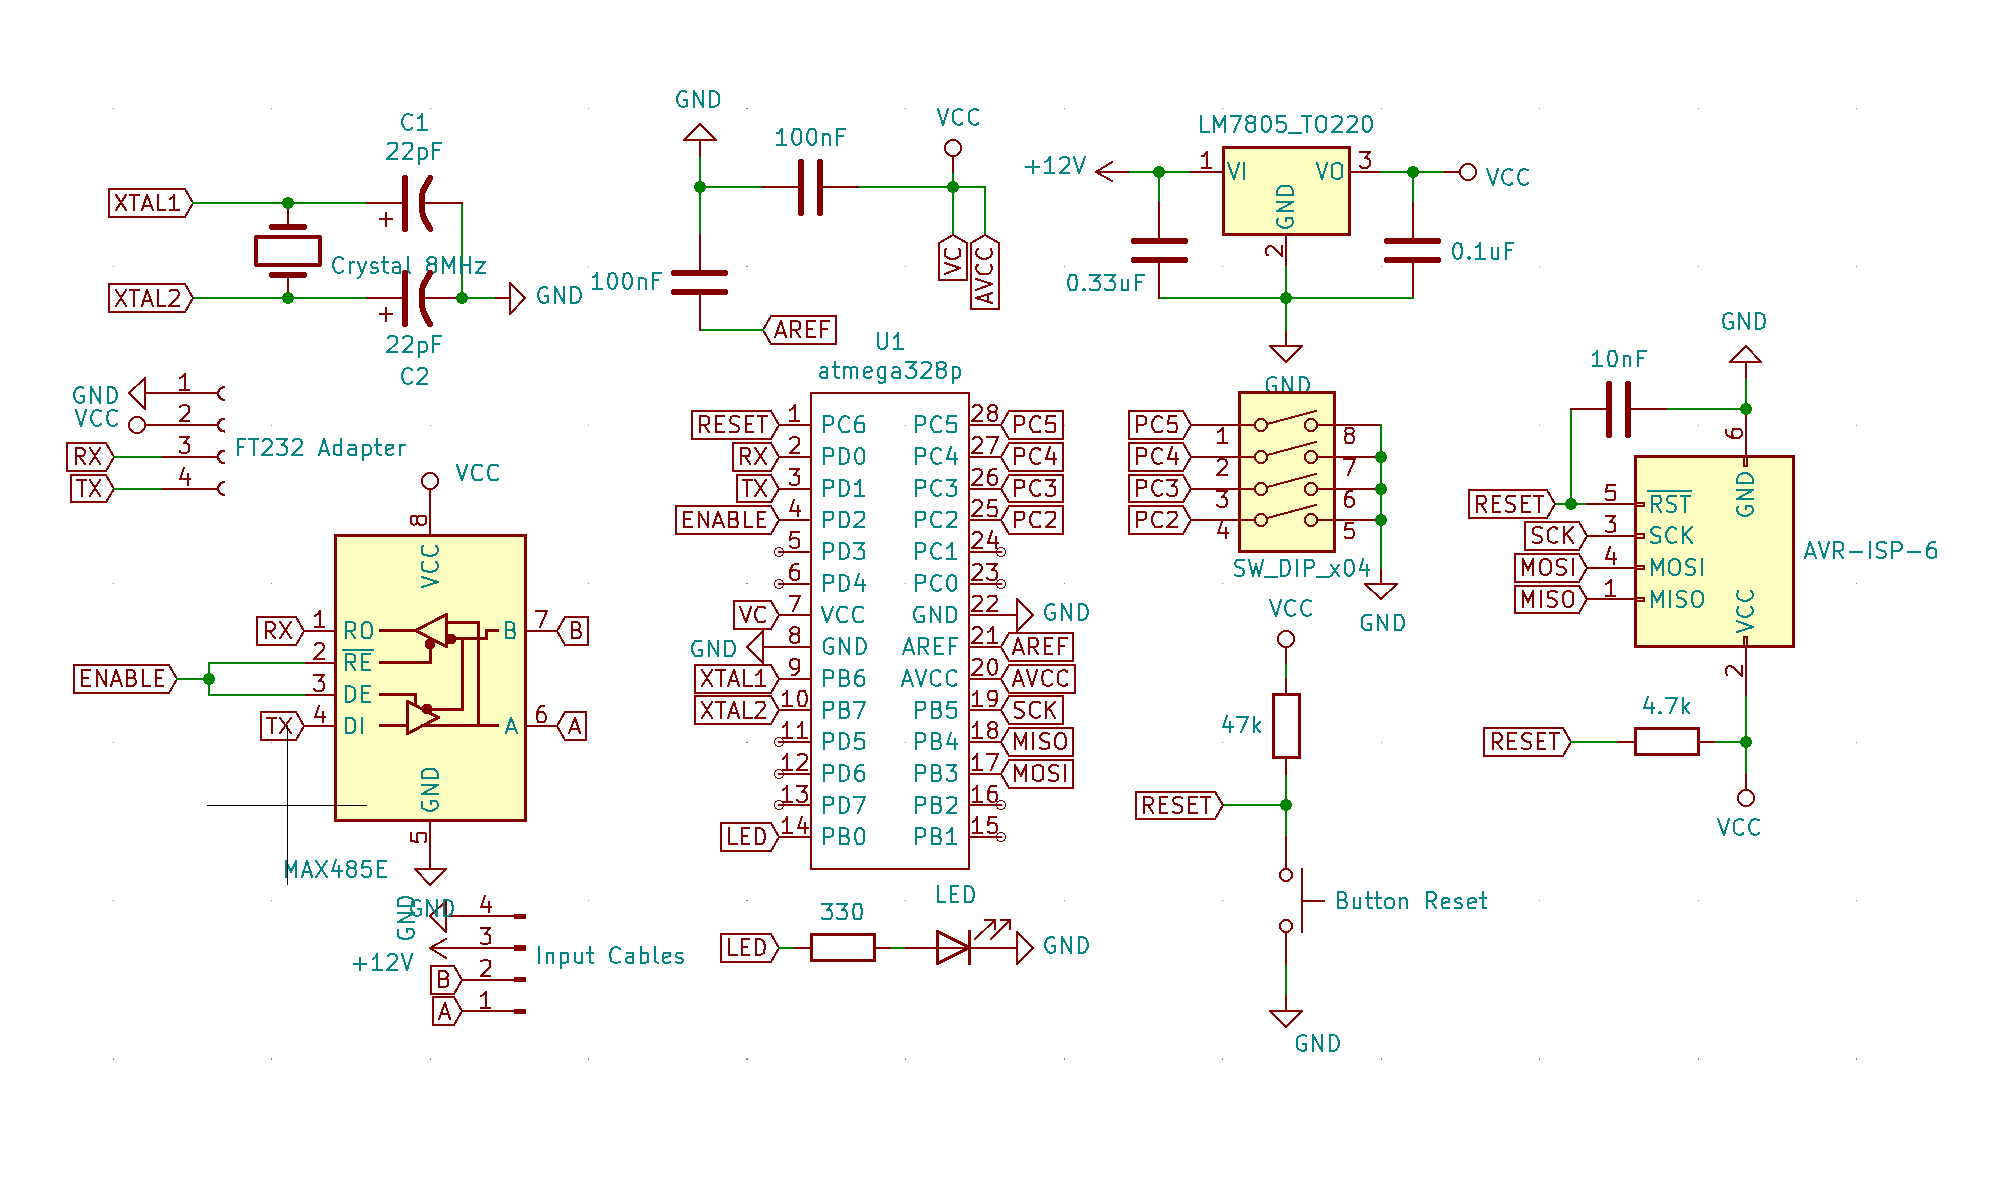 C1
22pF
XTAL1
+
Crystal 8MHz
XTAL2
+
GND
22pF
C2
GND
100nF
VCC
100nF
VC
AVCC
AREF
LM7805_TO220
+12V
1
VI
VO
3
VCC
GND
2
0.33uF
0.1uF
GND
GND 1
VCC 2
RX 3
TX 4
FT232 Adapter
VCC
8
VCC
RX 1 RO
B 7 B
2 RE
ENABLE
3 DE
TX 4 DI
A 6 A
GND
5
MAX485E
GND
GND 4
+12V 3
B 2
A 1
Input Cables
U1
atmega328p
RESET 1 PC6 PC5 28 PC5
RX 2 PD0 PC4 27 PC4
TX 3 PD1 PC3 26 PC3
ENABLE 4 PD2 PC2 25 PC2
5 PD3 PC1 24
6 PD4 PC0 23
VC 7 VCC GND 22 GND
GND 8 GND AREF 21 AREF
XTAL1 9 PB6 AVCC 20 AVCC
XTAL2 10 PB7 PB5 19 SCK
11 PD5 PB4 18 MISO
12 PD6 PB3 17 MOSI
13 PD7 PB2 16
LED 14 PB0 PB1 15
LED
330
LED
GND
PC5 1 8
PC4 2 7
PC3 3 6
PC2 4 5
SW_DIP_x04
GND
VCC
47k
RESET
Button Reset
GND
GND
10nF
6
GND
RESET 5 RST
SCK 3 SCK
MOSI 4 MOSI
MISO 1 MISO
VCC
AVR-ISP-6
2
4.7k
RESET
VCC